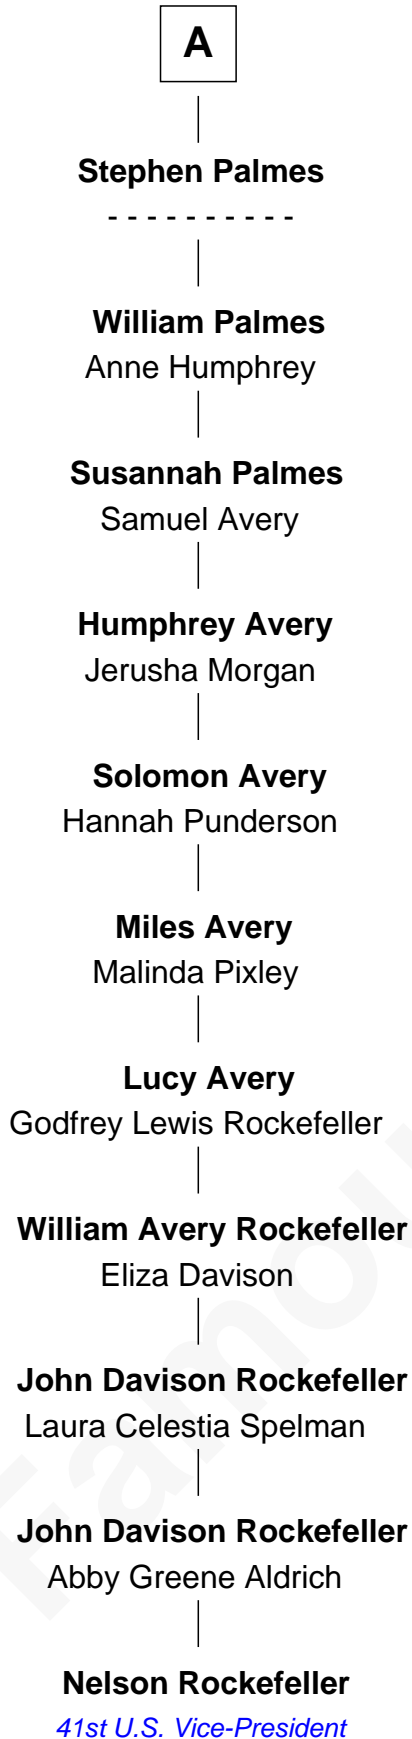 A
Stephen Palmes
- - - - - - - - - -
William Palmes
Anne Humphrey
Susannah Palmes
Samuel Avery
Humphrey Avery
Jerusha Morgan
Solomon Avery
Hannah Punderson
Miles Avery
Malinda Pixley
Lucy Avery
Godfrey Lewis Rockefeller
William Avery Rockefeller
Eliza Davison
John Davison Rockefeller
Laura Celestia Spelman
John Davison Rockefeller
Abby Greene Aldrich
Nelson Rockefeller
41st U.S. Vice-President